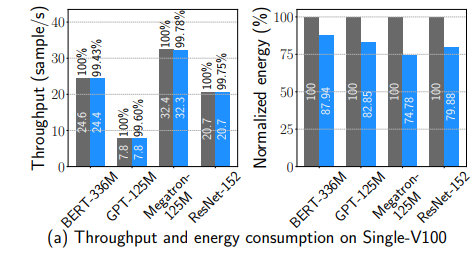 Throughput (sample/s)
40
30
20
10
0
100%
99.43%
24.6
24.4
100%
99.60%
7.8
7.8
100%
99.78%
32.4
32.3
100%
99.75%
20.7
20.7
BERT-336M
GPT-125M
Megatron-
125M
ResNet-152
Normalized energy (%)
100
75
50
25
0
100
87.94
100
82.85
100
74.78
100
79.88
BERT-336M
GPT-125M
Megatron-
125M
ResNet-152
(a) Throughput and energy consumption on Single-V100